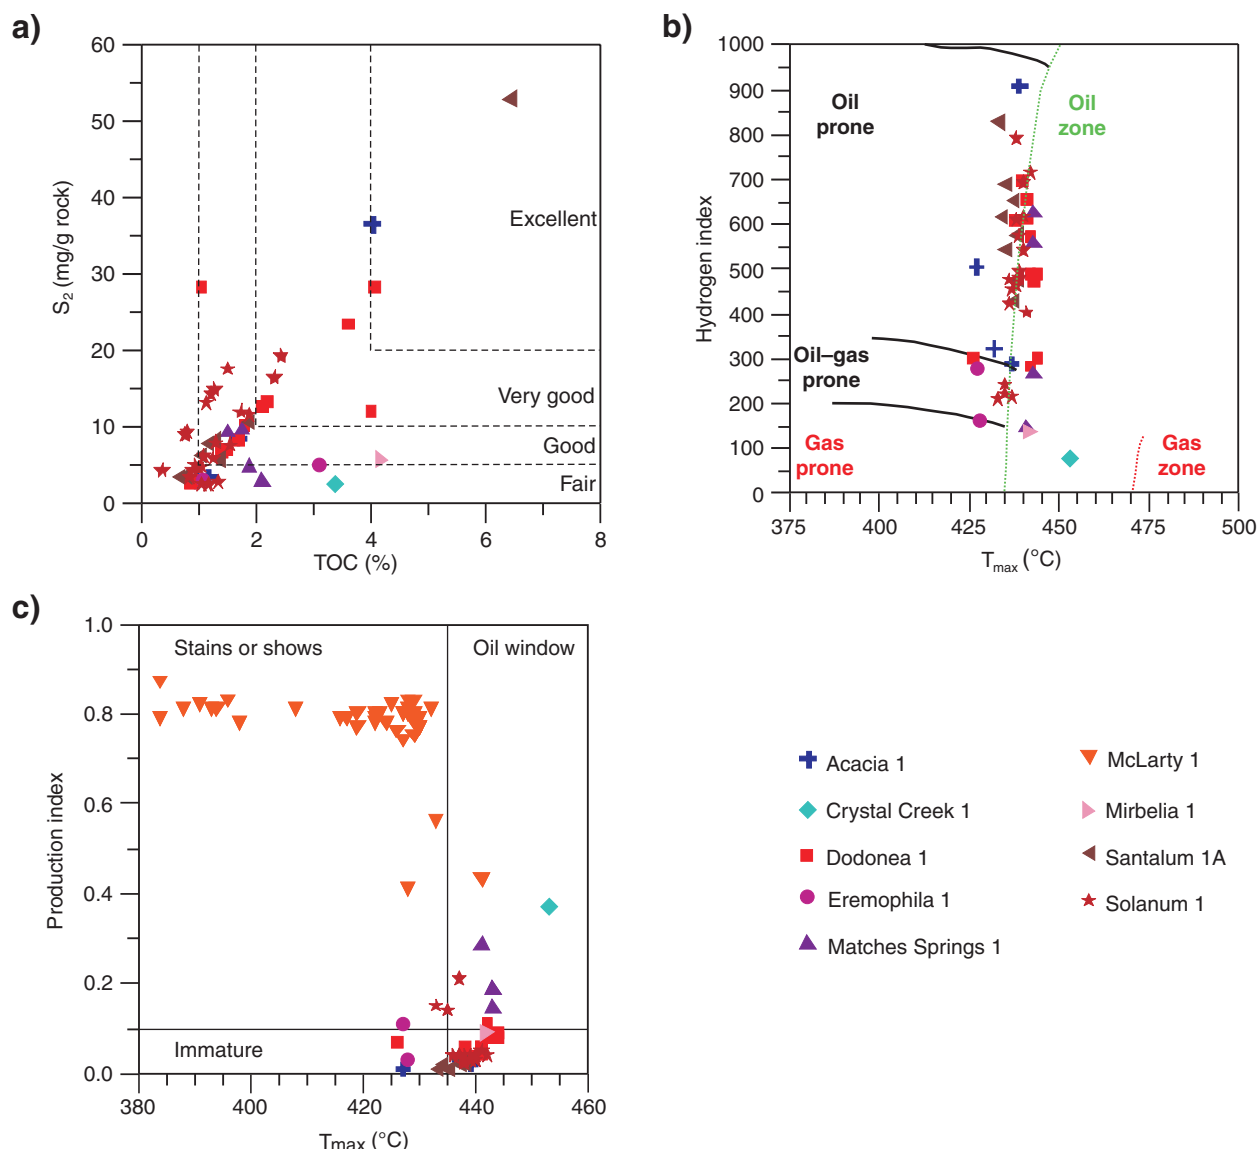 a)
60
50
40
30
20
10
0
S2 (mg/g rock)
Excellent
Very good
Good
Fair
0 2 4 6 8
TOC (%)
b)
1000
900
800
700
600
500
400
300
200
100
0
Hydrogen index
Oil
prone
Oil
zone
Oil–gas
prone
Gas
prone
Gas
zone
375 400 425 450 475 500
Tmax (°C)
c)
1.0
0.8
0.6
0.4
0.2
0.0
Production index
Stains or shows
Oil window
Immature
380 400 420 440 460
Tmax (°C)
Acacia 1
Crystal Creek 1
Dodonea 1
Eremophila 1
Matches Springs 1
McLarty 1
Mirbelia 1
Santalum 1A
Solanum 1